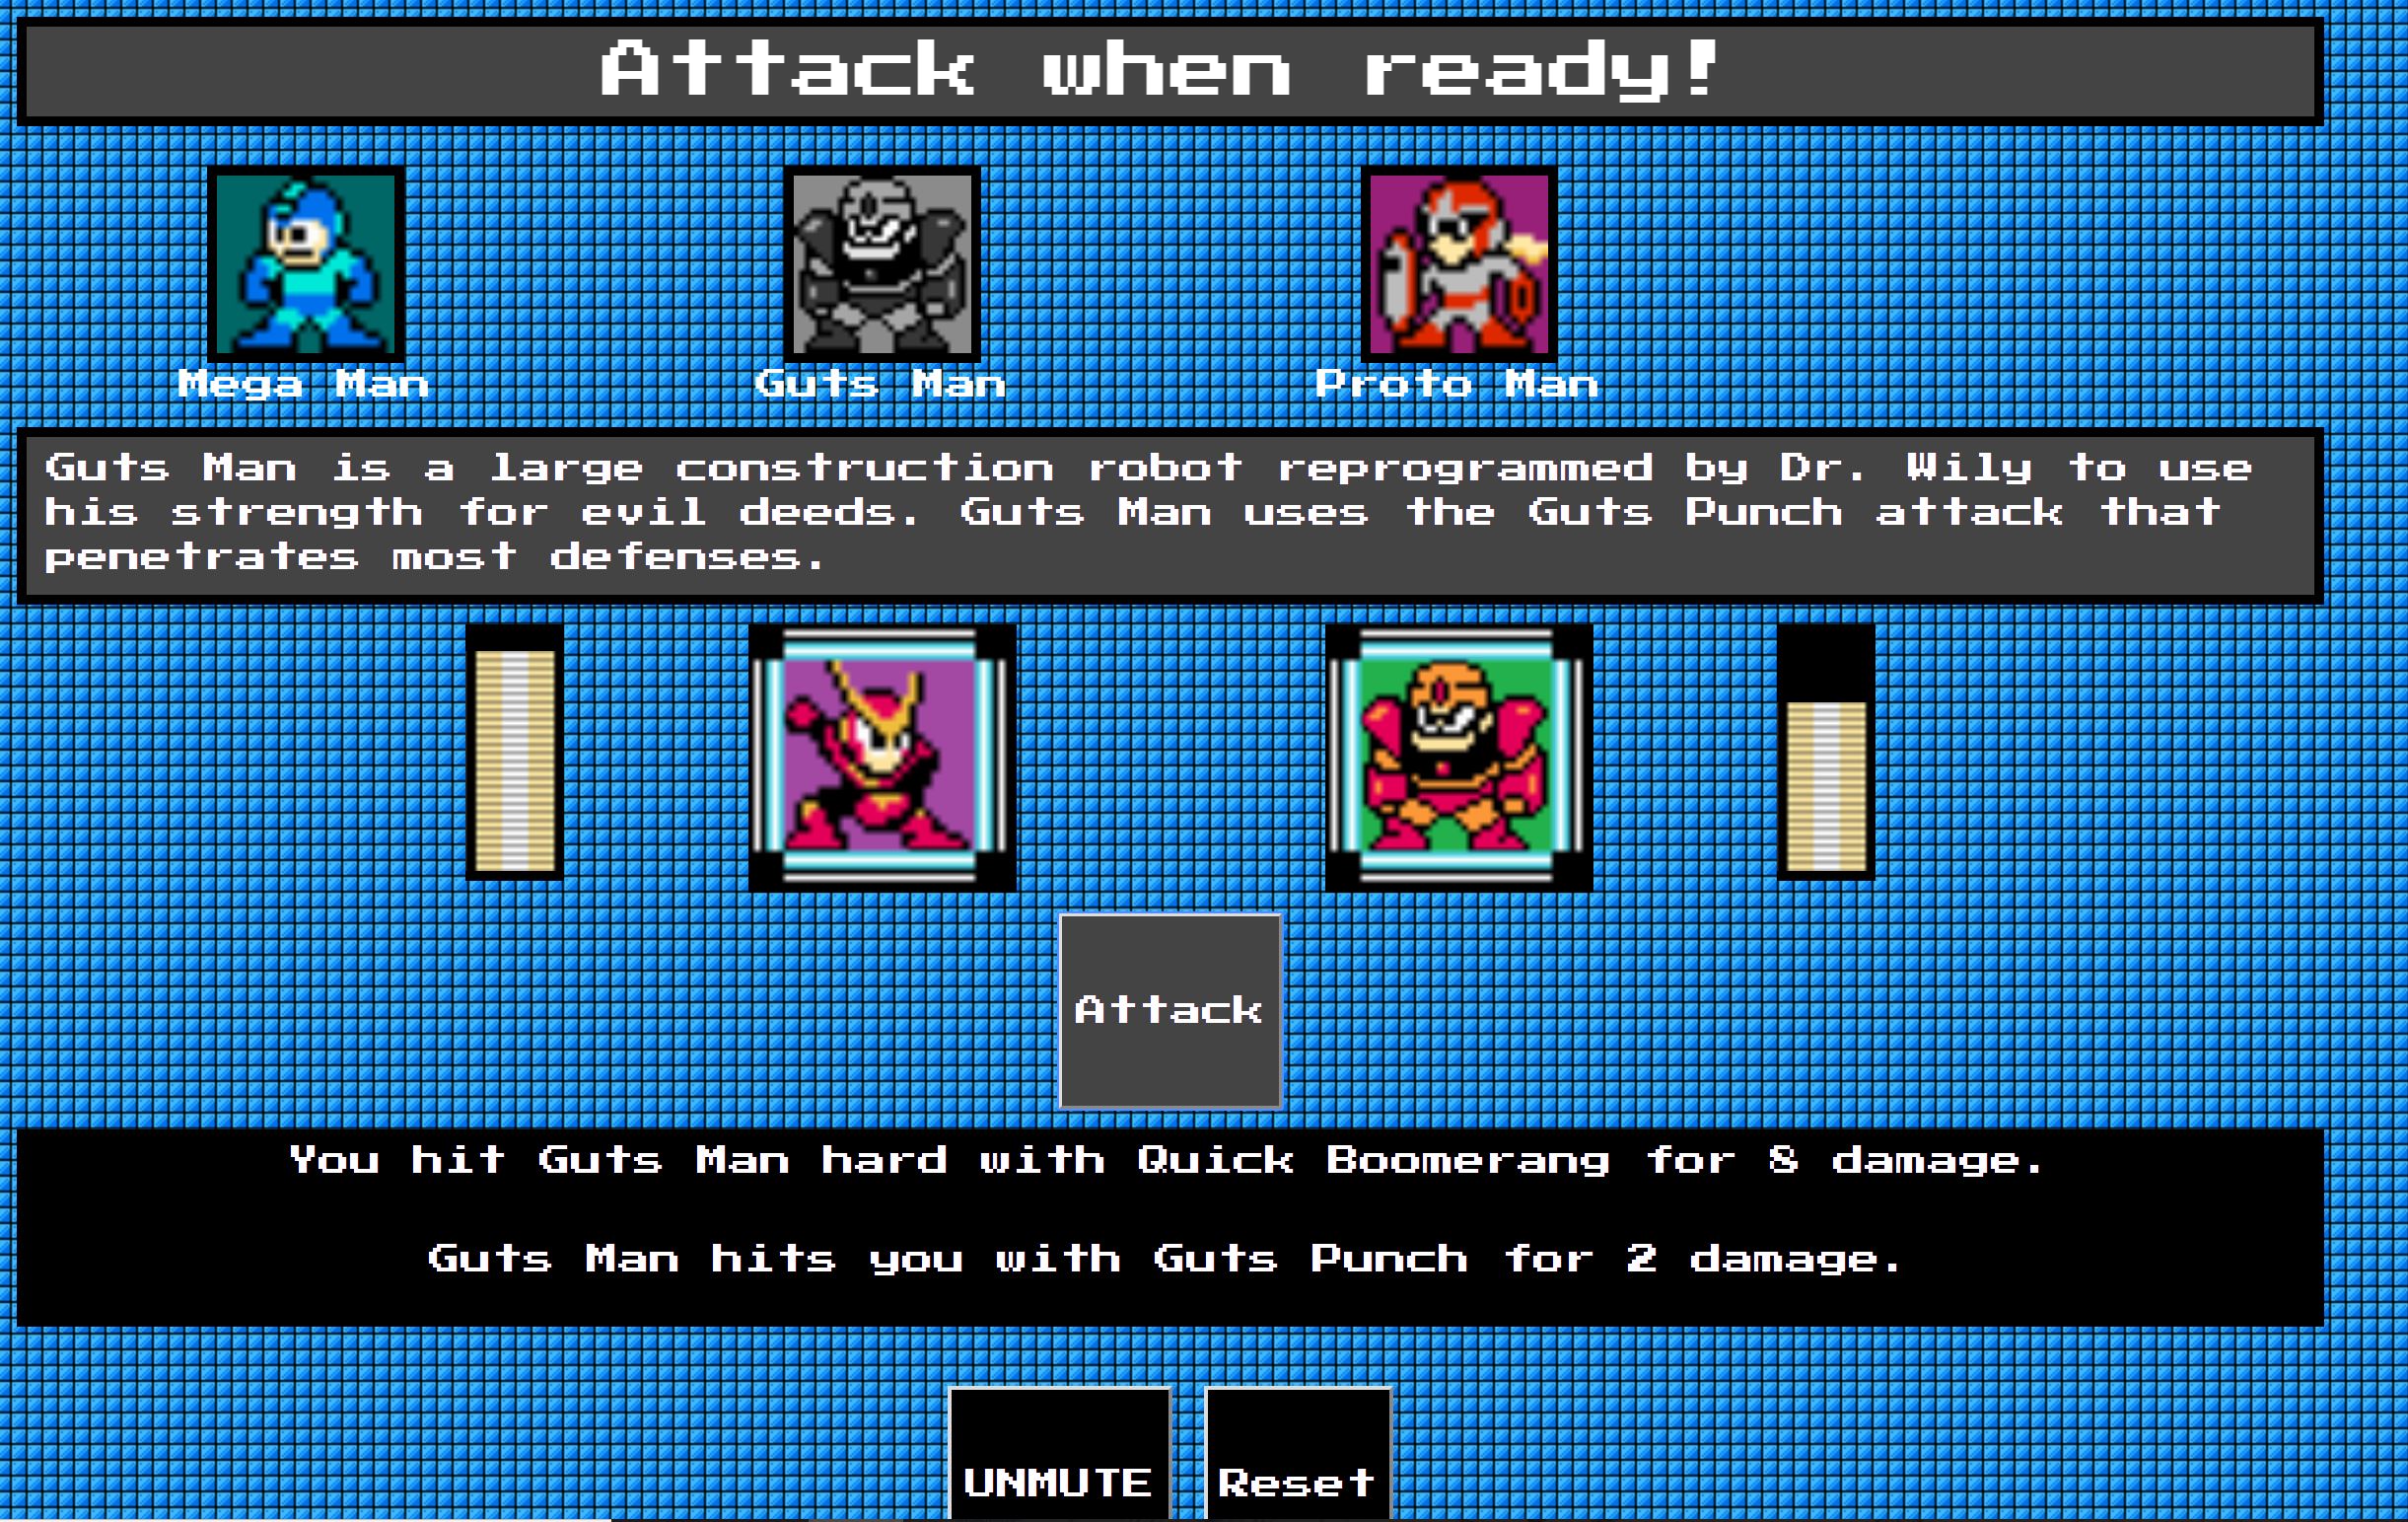 Attack when ready!
Mega Man
Guts Man
Proto Man
Guts Man is a large construction robot reprogrammed by Dr. Wily to use
his strength for evil deeds. Guts Man uses the Guts Punch attack that
penetrates most defenses.
Attack
You hit Guts Man hard with Quick Boomerang for 8 damage.
Guts Man hits you with Guts Punch for 2 damage.
UNMUTE
Reset